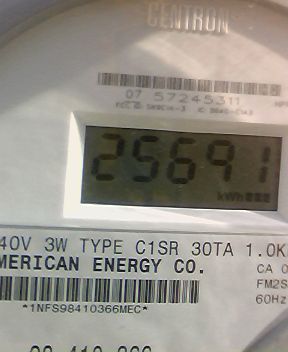 CENTRON
07 57245311
25691
kWh
40V 3W TYPE C1SR 30TA 1.0K
MERICAN ENERGY CO.
CA 0
FM2S
60Hz
*1NFS98410366MEC*